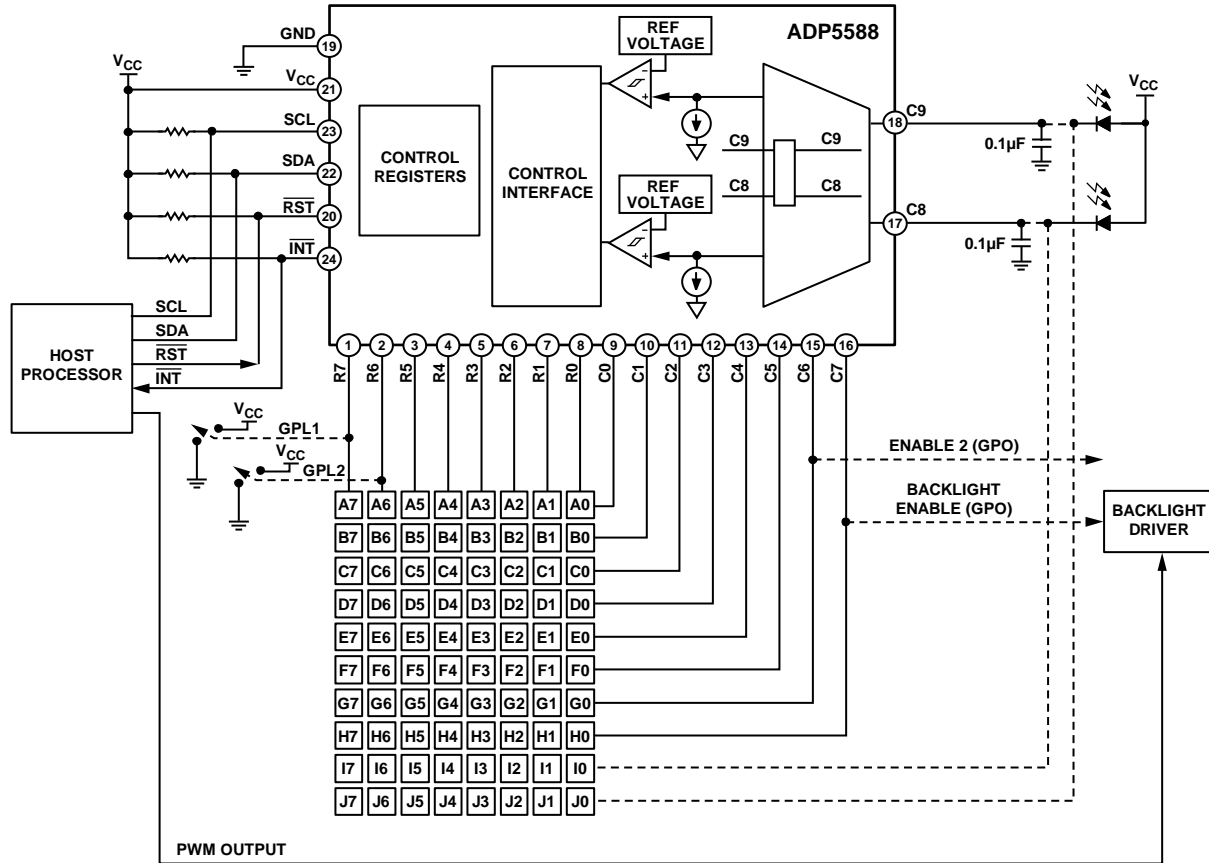 ADP5588
GND
19
VCC
VCC
21
SCL
23
SDA
22
RST
20
INT
24
CONTROL
REGISTERS
CONTROL
INTERFACE
REF
VOLTAGE
REF
VOLTAGE
–
+
–
+
C9
C9
C8
C8
18
C9
17
C8
0.1µF
0.1µF
VCC
HOST
PROCESSOR
SCL
SDA
RST
INT
1 2 3 4 5 6 7 8 9 10 11 12 13 14 15 16
R7 R6 R5 R4 R3 R2 R1 R0 C0 C1 C2 C3 C4 C5 C6 C7
VCC
GPL1
VCC
GPL2
ENABLE 2 (GPO)
BACKLIGHT
ENABLE (GPO)
BACKLIGHT
DRIVER
A7 A6 A5 A4 A3 A2 A1 A0
B7 B6 B5 B4 B3 B2 B1 B0
C7 C6 C5 C4 C3 C2 C1 C0
D7 D6 D5 D4 D3 D2 D1 D0
E7 E6 E5 E4 E3 E2 E1 E0
F7 F6 F5 F4 F3 F2 F1 F0
G7 G6 G5 G4 G3 G2 G1 G0
H7 H6 H5 H4 H3 H2 H1 H0
I7 I6 I5 I4 I3 I2 I1 I0
J7 J6 J5 J4 J3 J2 J1 J0
PWM OUTPUT